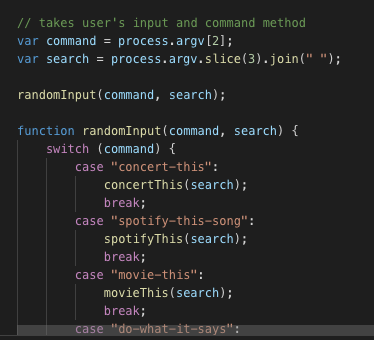 // takes user's input and command method
var command = process.argv[2];
var search = process.argv.slice(3).join(" ");
randomInput(command, search);
function randomInput(command, search) {
switch (command) {
case "concert-this":
concertThis(search);
break;
case "spotify-this-song":
spotifyThis(search);
break;
case "movie-this":
movieThis(search);
break;
case "do-what-it-says":